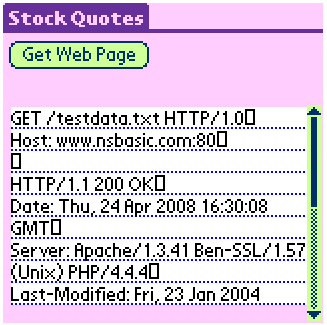 Stock Quotes
Get Web Page
GET /testdata.txt HTTP/1.0▯
Host: www.nsbasic.com:80▯
▯
HTTP/1.1 200 OK▯
Date: Thu, 24 Apr 2008 16:30:08
GMT▯
Server: Apache/1.3.41 Ben-SSL/1.57
(Unix) PHP/4.4.4▯
Last-Modified: Fri, 23 Jan 2004